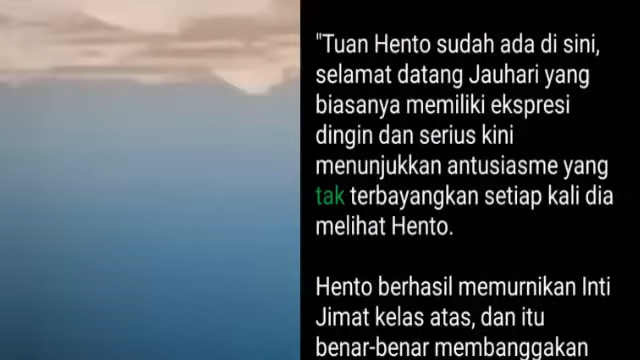 "Tuan Hento sudah ada di sini,
selamat datang Jauhari yang
biasanya memiliki ekspresi
dingin dan serius kini
menunjukkan antusiasme yang
tak terbayangkan setiap kali dia
melihat Hento.
Hento berhasil memurnikan Inti
Jimat kelas atas, dan itu
benar-benar membanggakan